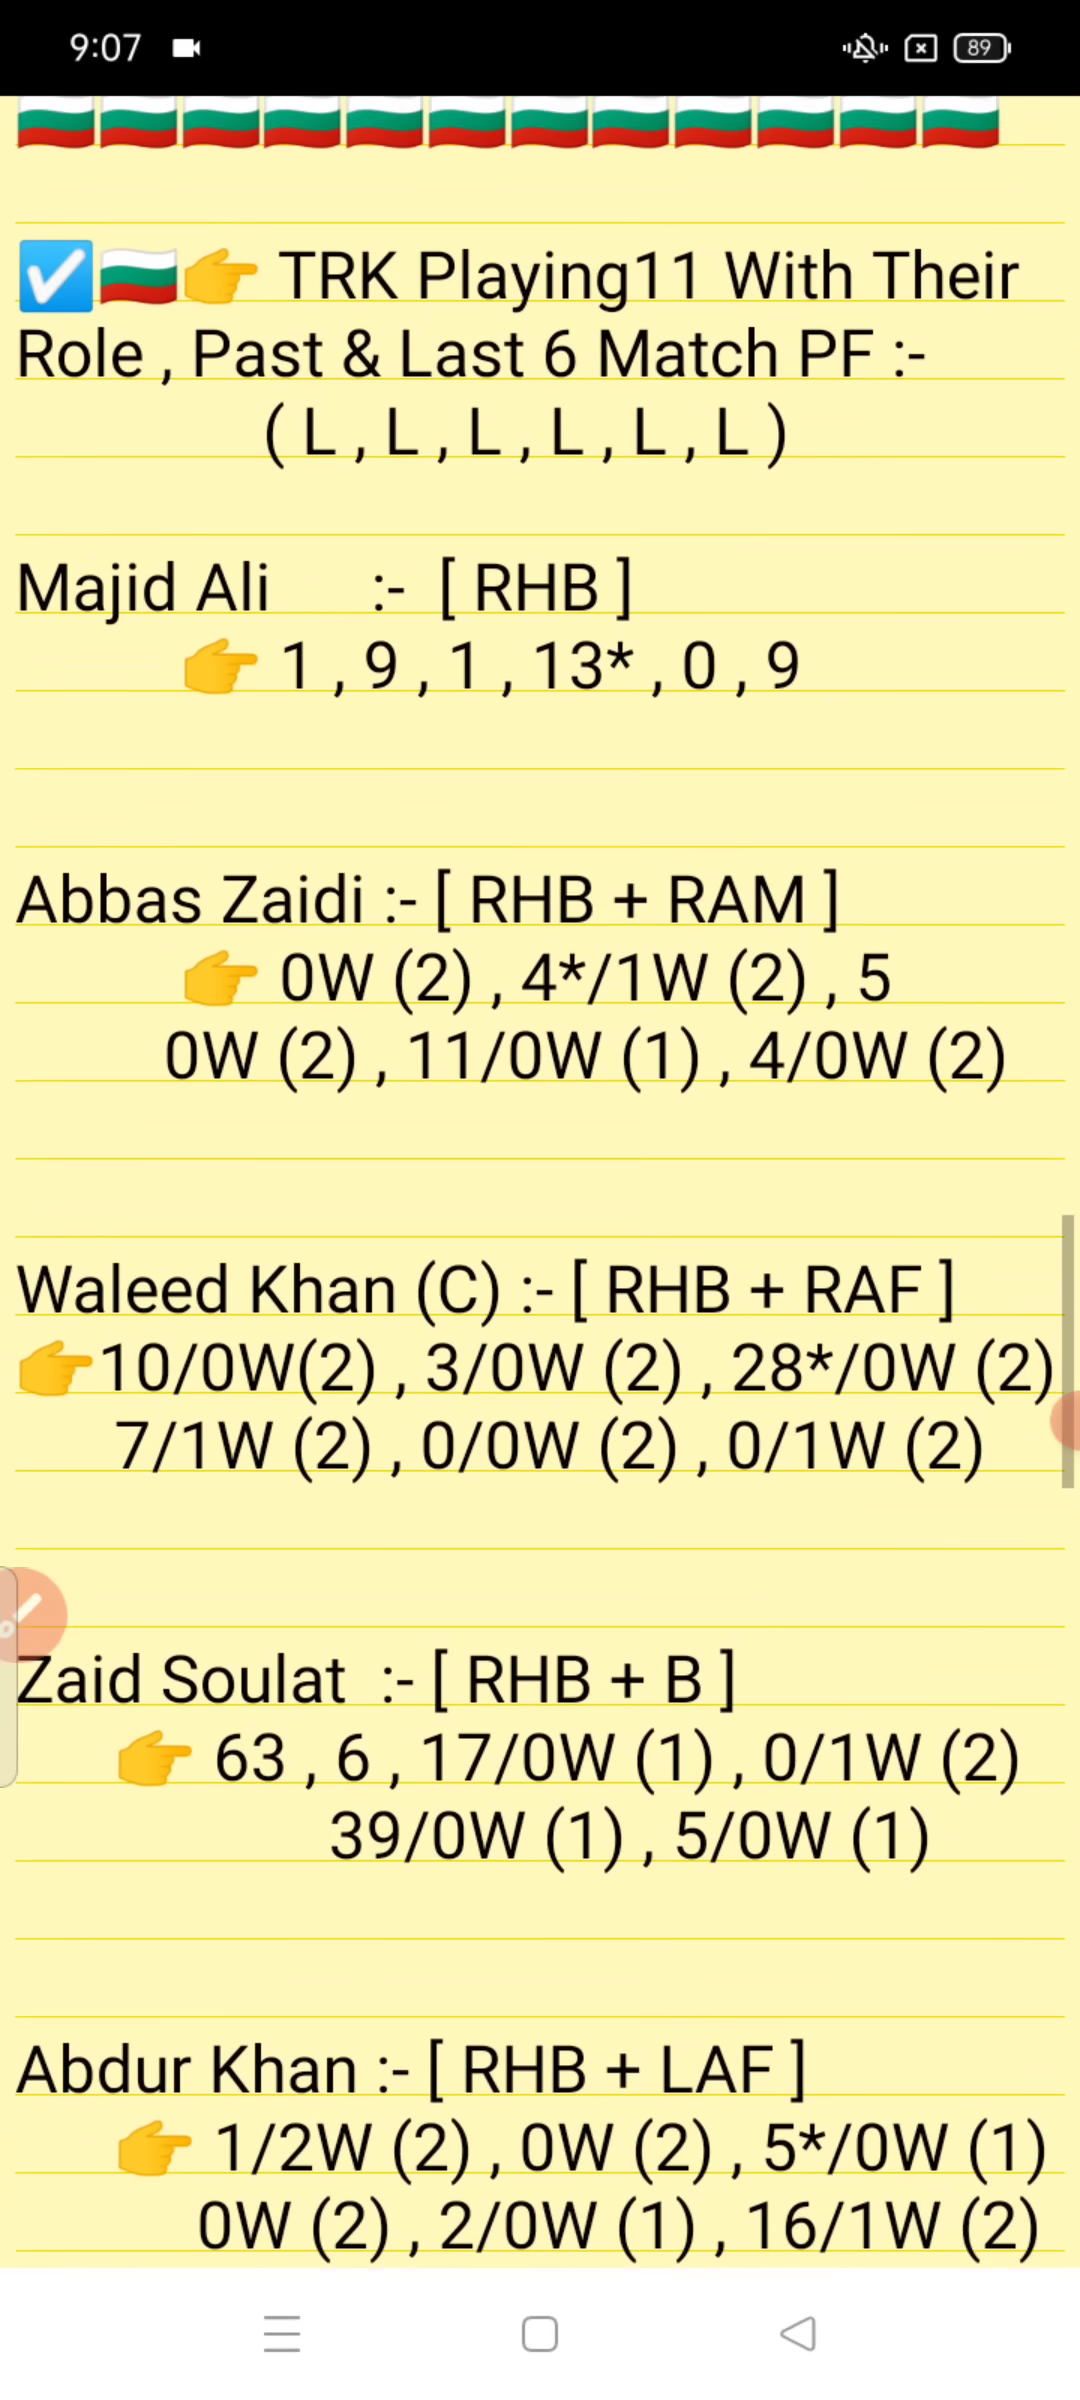 9:07
89
TRK Playing11 With Their
Role , Past & Last 6 Match PF :-
( L , L , L , L , L , L )
Majid Ali :- [ RHB ]
1 , 9 , 1 , 13* , 0 , 9
Abbas Zaidi :- [ RHB + RAM ]
0W (2) , 4*/1W (2) , 5
0W (2) , 11/0W (1) , 4/0W (2)
Waleed Khan (C) :- [ RHB + RAF ]
10/0W(2) , 3/0W (2) , 28*/0W (2)
7/1W (2) , 0/0W (2) , 0/1W (2)
Zaid Soulat :- [ RHB + B ]
63 , 6 , 17/0W (1) , 0/1W (2)
39/0W (1) , 5/0W (1)
Abdur Khan :- [ RHB + LAF ]
1/2W (2) , 0W (2) , 5*/0W (1)
0W (2) , 2/0W (1) , 16/1W (2)